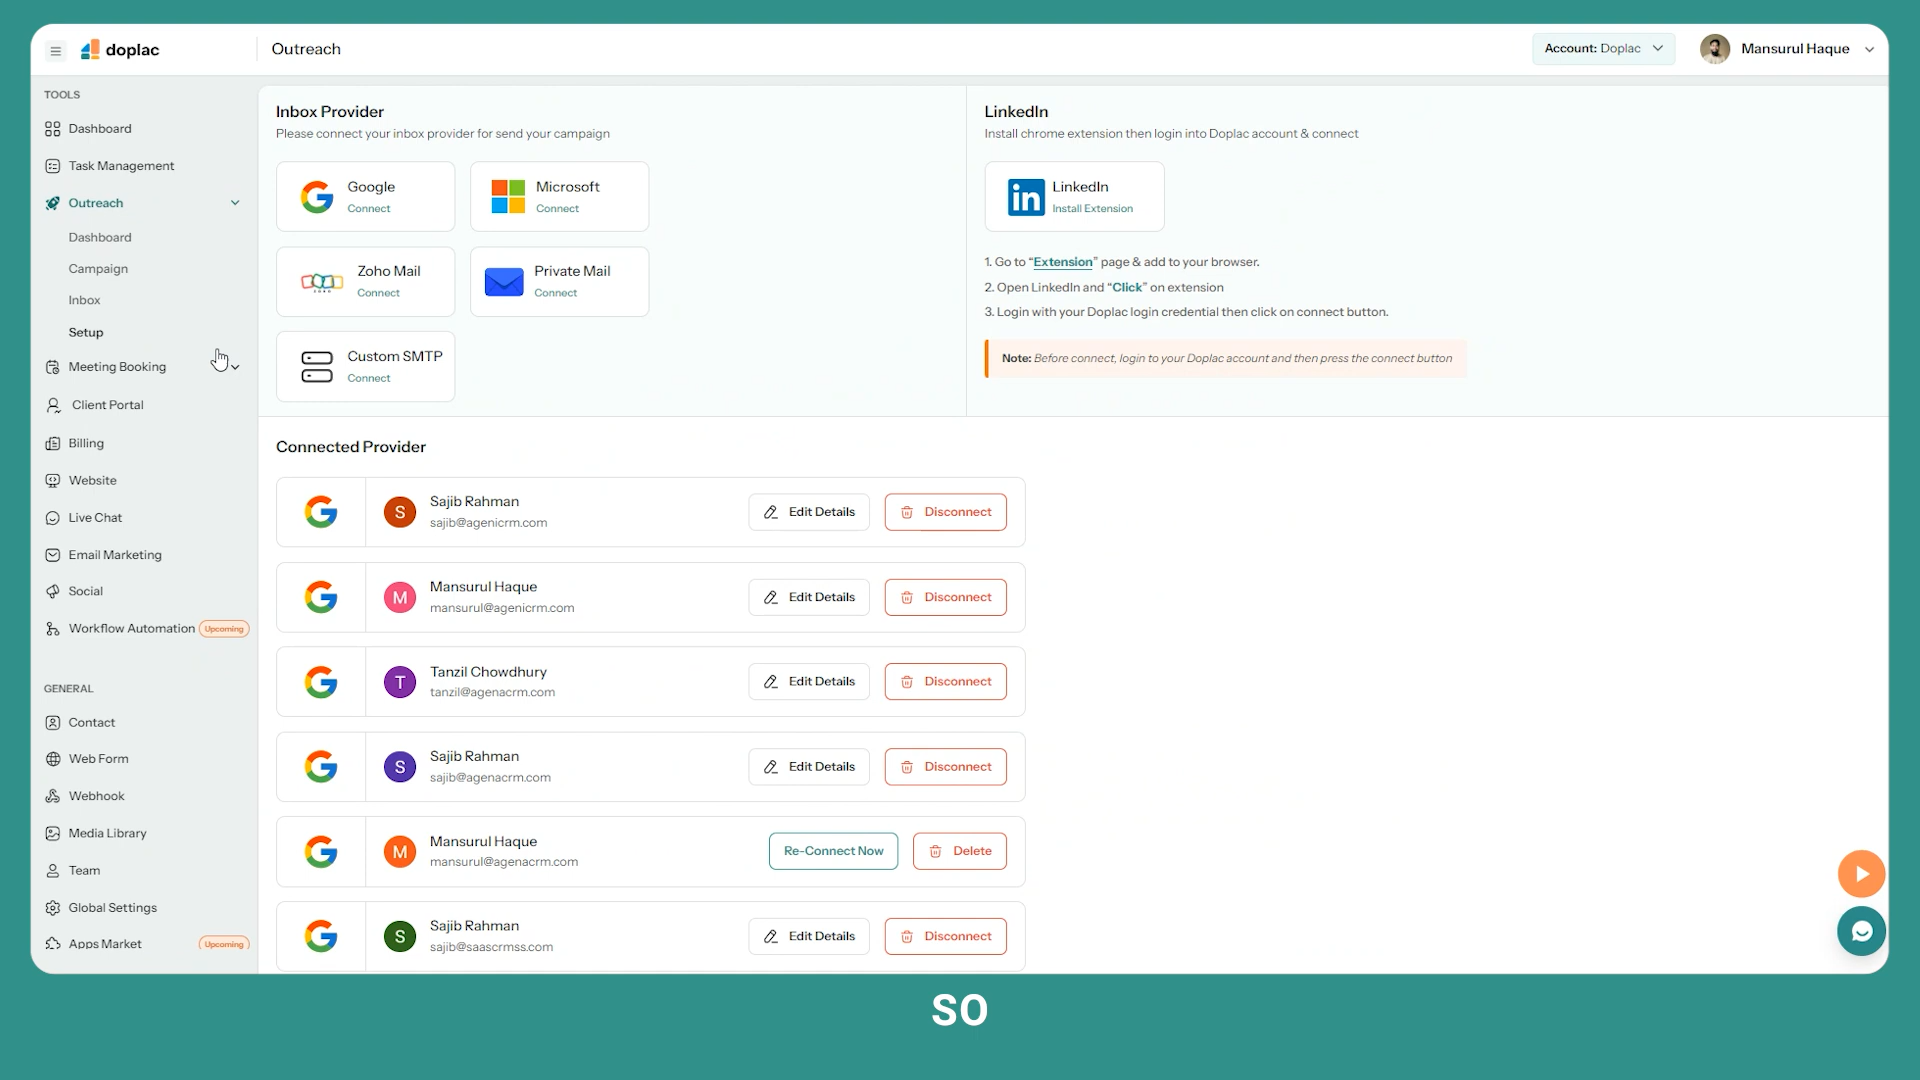 doplac
Outreach
Account: Doplac
Mansurul Haque
TOOLS
Dashboard
Task Management
Outreach
Dashboard
Campaign
Inbox
Setup
Meeting Booking
Client Portal
Billing
Website
Live Chat
Email Marketing
Social
Workflow Automation Upcoming
GENERAL
Contact
Web Form
Webhook
Media Library
Team
Global Settings
Apps Market Upcoming
Inbox Provider
Please connect your inbox provider for send your campaign
Google
Connect
Microsoft
Connect
Zoho Mail
Connect
Private Mail
Connect
Custom SMTP
Connect
LinkedIn
Install chrome extension then login into Doplac account & connect
LinkedIn
Install Extension
1. Go to “Extension” page & add to your browser.
2. Open LinkedIn and “Click” on extension
3. Login with your Doplac login credential then click on connect button.
Note: Before connect, login to your Doplac account and then press the connect button
Connected Provider
S
Sajib Rahman
sajib@agenicrm.com
Edit Details
Disconnect
M
Mansurul Haque
mansurul@agenicrm.com
Edit Details
Disconnect
T
Tanzil Chowdhury
tanzil@agenacrm.com
Edit Details
Disconnect
S
Sajib Rahman
sajib@agenacrm.com
Edit Details
Disconnect
M
Mansurul Haque
mansurul@agenacrm.com
Re-Connect Now
Delete
S
Sajib Rahman
sajib@saascrmss.com
Edit Details
Disconnect
SO